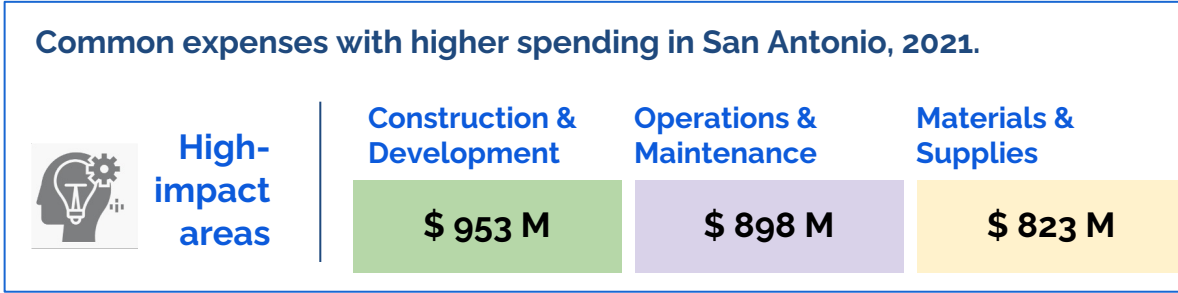 Common expenses with higher spending in San Antonio, 2021.
High-
impact
areas
Construction &
Development
$ 953 M
Operations &
Maintenance
$ 898 M
Materials &
Supplies
$ 823 M